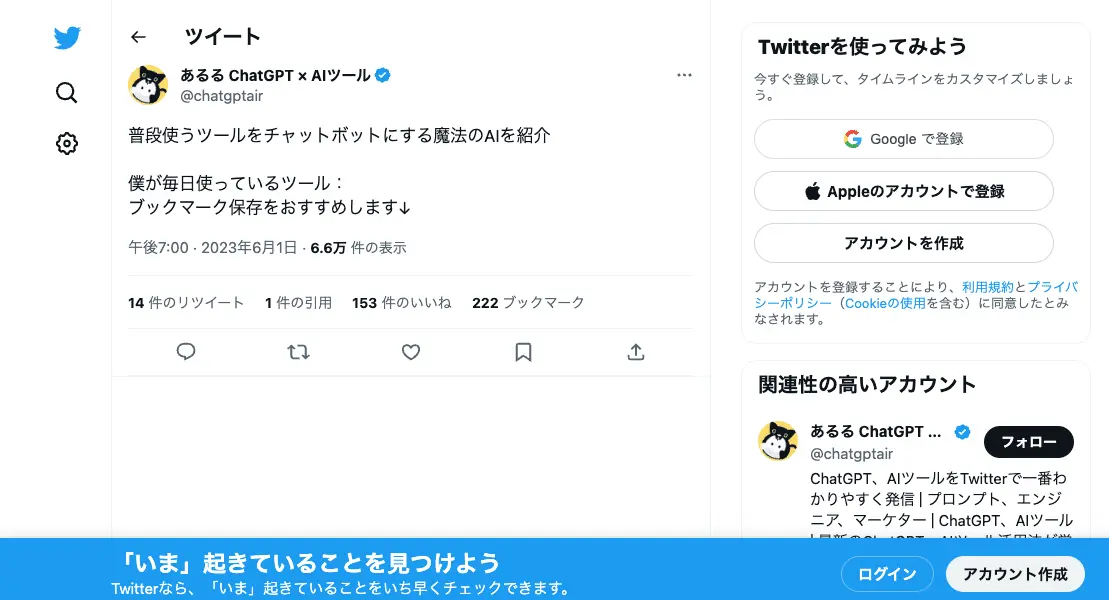 ツイート
あるる ChatGPT × AIツール
@chatgptair
普段使うツールをチャットボットにする魔法のAIを紹介
僕が毎日使っているツール：
ブックマーク保存をおすすめします↓
午後7:00 · 2023年6月1日 · 6.6万 件の表示
14 件のリツイート 1 件の引用 153 件のいいね 222 ブックマーク
Twitterを使ってみよう
今すぐ登録して、タイムラインをカスタマイズしましょ
う。
Google で登録
Appleのアカウントで登録
アカウントを作成
アカウントを登録することにより、利用規約とプライバ
シーポリシー（Cookieの使用を含む）に同意したとみ
なされます。
関連性の高いアカウント
あるる ChatGPT ...
@chatgptair
フォロー
ChatGPT、AIツールをTwitterで一番わ
かりやすく発信 | プロンプト、エンジ
ニア、マーケター | ChatGPT、AIツール
「いま」起きていることを見つけよう
Twitterなら、「いま」起きていることをいち早くチェックできます。
ログイン
アカウント作成